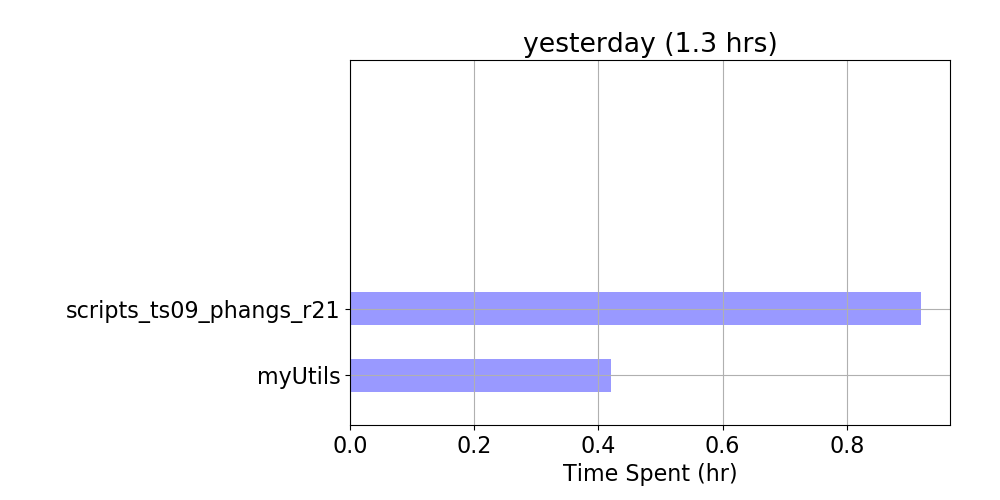 yesterday (1.3 hrs)
scripts_ts09_phangs_r21
myUtils
0.0 0.2 0.4 0.6 0.8
Time Spent (hr)